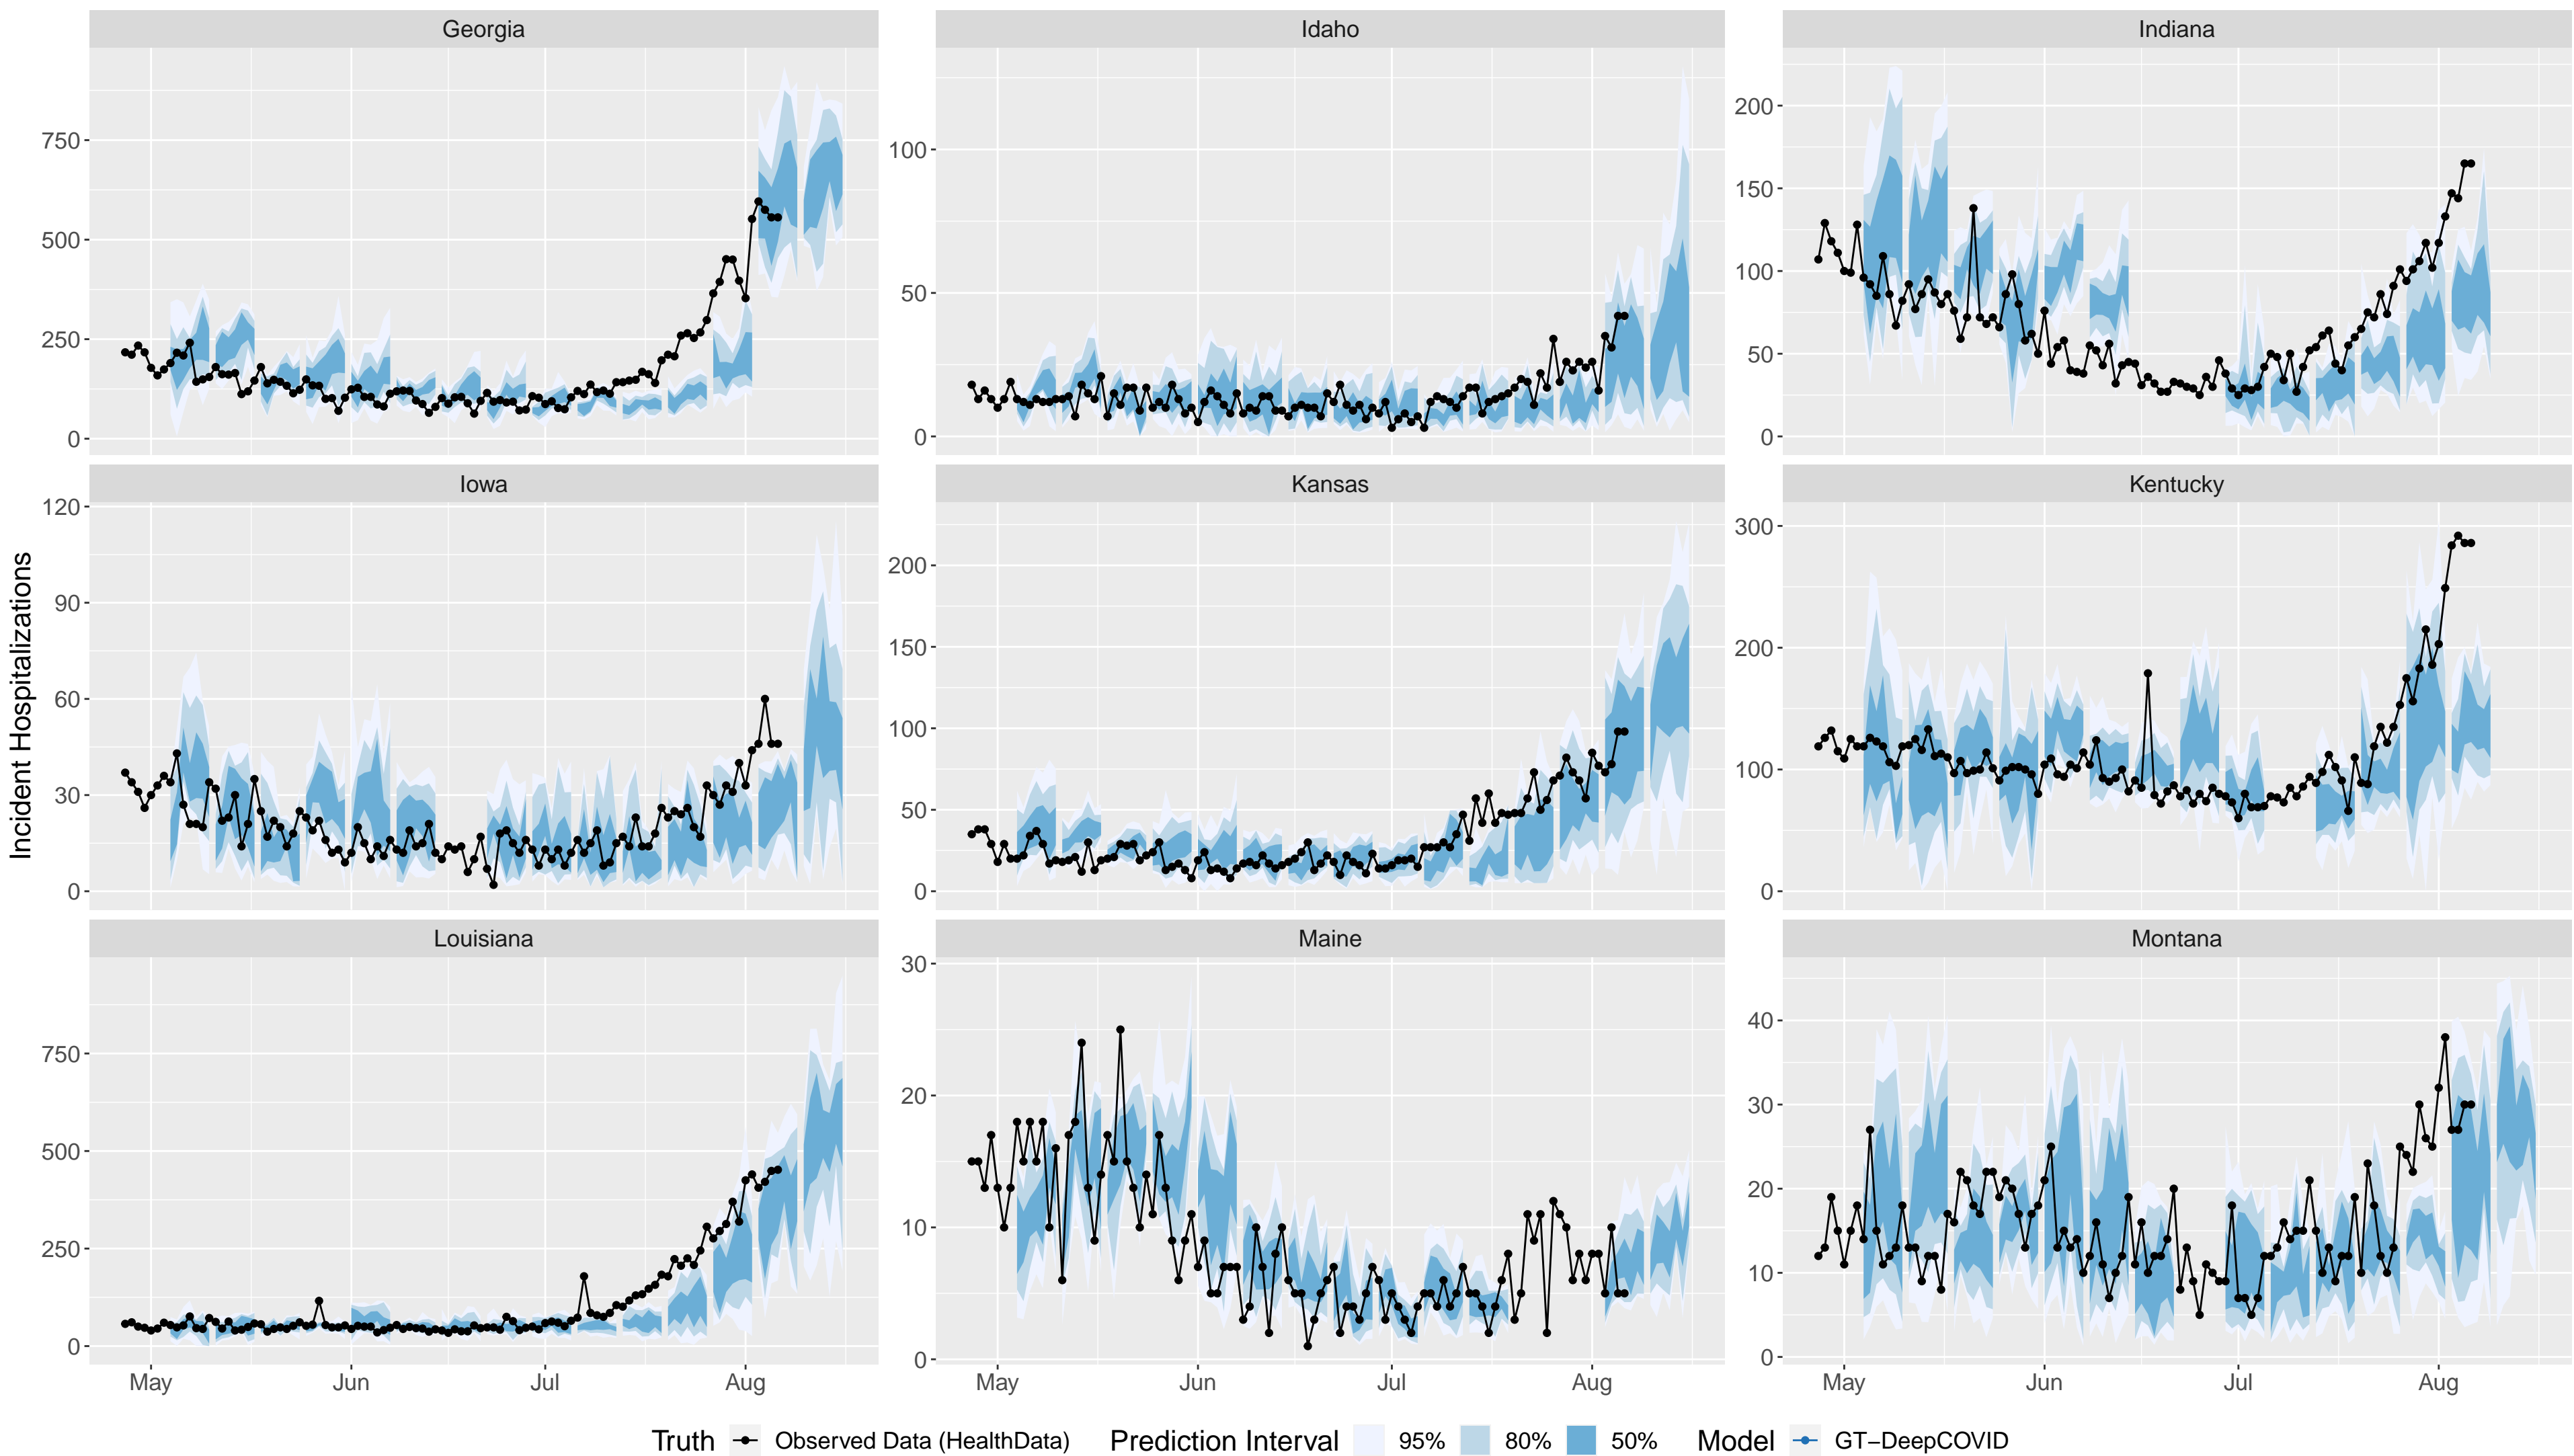 Georgia
Idaho
Indiana
750
500
250
0
100
50
0
200
150
100
50
0
Iowa
Kansas
Kentucky
Incident Hospitalizations
120
90
60
30
0
200
150
100
50
0
300
200
100
0
Louisiana
Maine
Montana
750
500
250
0
30
20
10
0
40
30
20
10
0
May Jun Jul Aug
May Jun Jul Aug
May Jun Jul Aug
Truth Observed Data (HealthData) Prediction Interval 95% 80% 50% Model GT−DeepCOVID